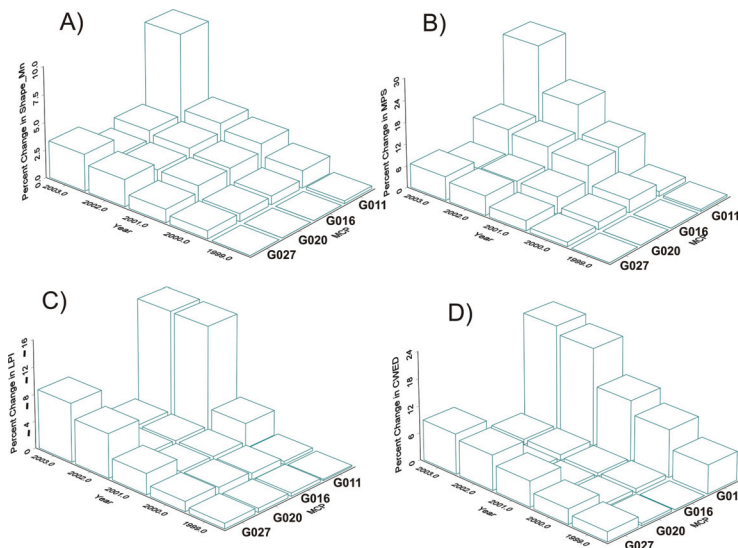 A)
Percent Change in Shape_Mn
10.0
7.5
5.0
2.5
0.0
2003.0
2002.0
2001.0
2000.0
1999.0
Year
G027
G020
G016
G011
MCP
B)
Percent Change in MPS
30
24
18
12
6
0
2003.0
2002.0
2001.0
2000.0
1999.0
Year
G027
G020
G016
G011
MCP
C)
Percent Change in LPI
-16
-12
-8
-4
0
2003.0
2002.0
2001.0
2000.0
1999.0
Year
G027
G020
G016
G011
MCP
D)
Percent Change in CWED
24
18
12
6
0
2003.0
2002.0
2001.0
2000.0
1999.0
Year
G027
G020
G016
G01
MCP